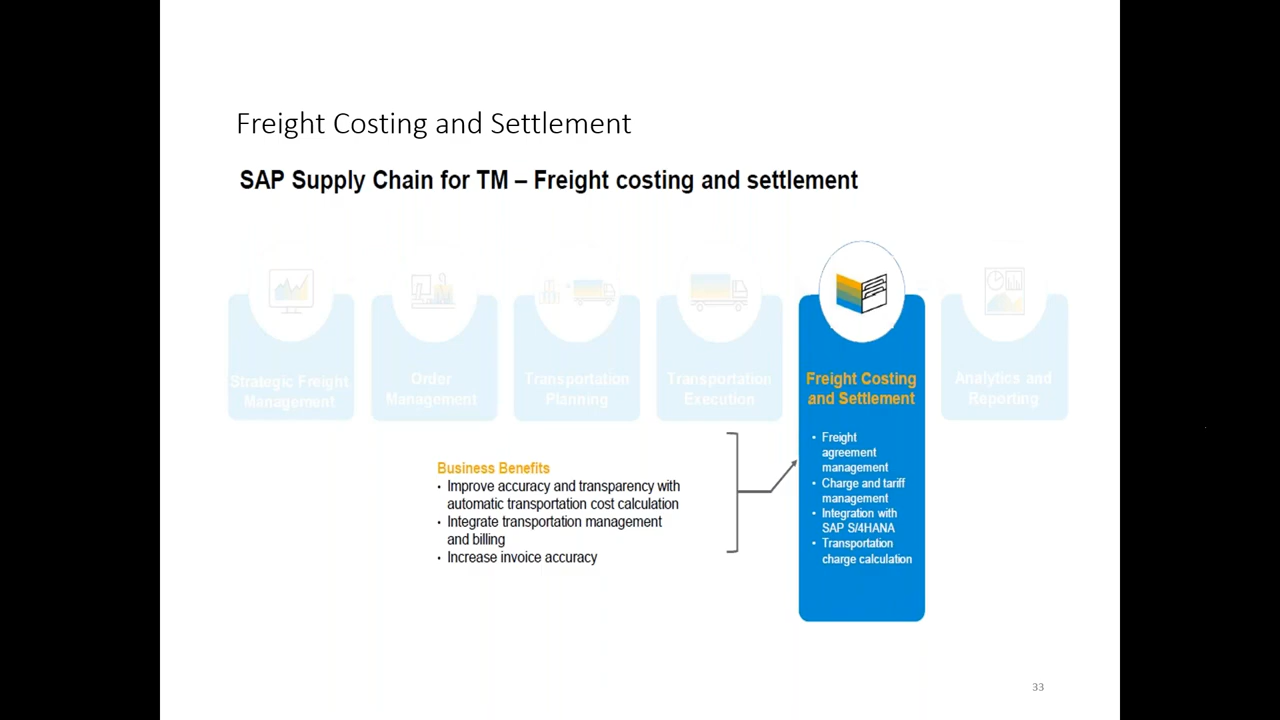 Freight Costing and Settlement
SAP Supply Chain for TM – Freight costing and settlement
Strategic Freight
Management
Order
Management
Transportation
Planning
Transportation
Execution
Freight Costing
and Settlement
Analytics and
Reporting
• Freight
agreement
management
• Charge and tariff
management
• Integration with
SAP S/4HANA
• Transportation
charge calculation
Business Benefits
• Improve accuracy and transparency with
automatic transportation cost calculation
• Integrate transportation management
and billing
• Increase invoice accuracy
33